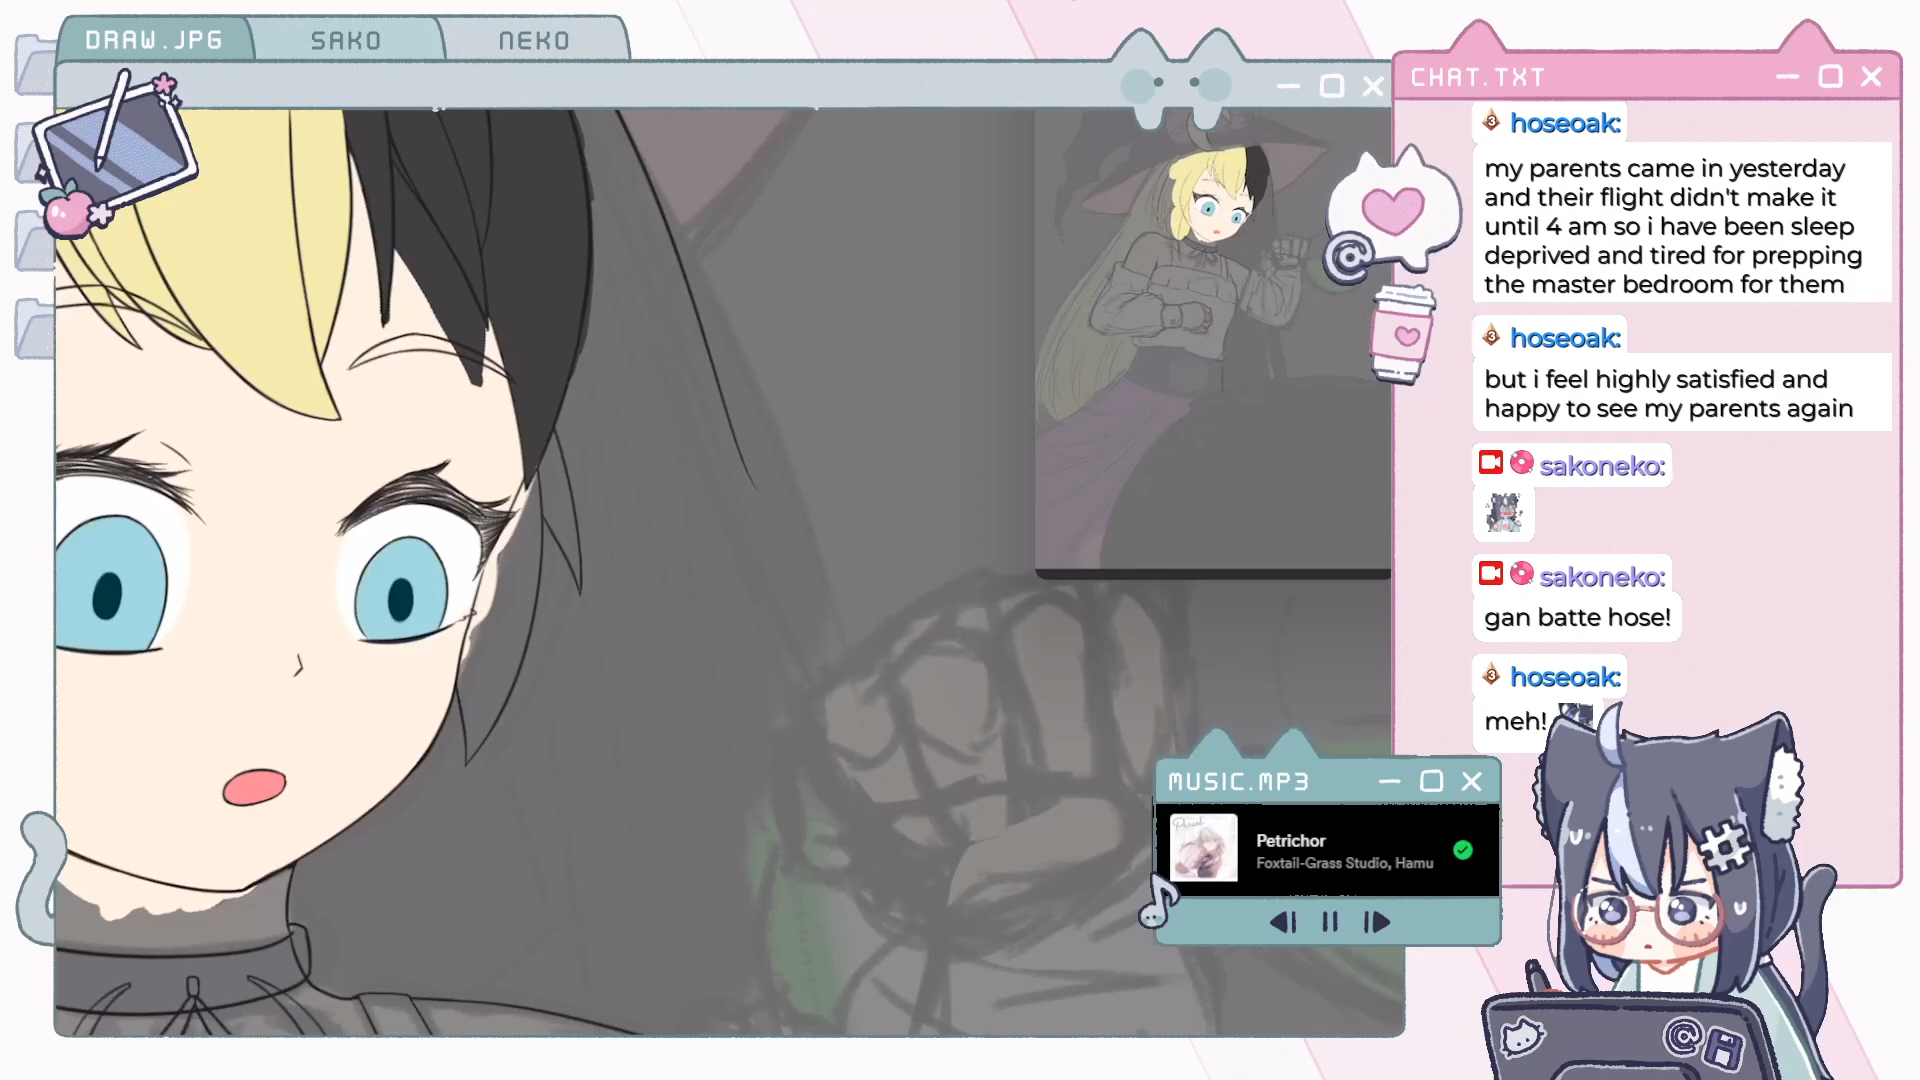 DRAW.JPG
SAKO
NEKO
CHAT.TXT
hoseoak:
my parents came in yesterday
and their flight didn't make it
until 4 am so i have been sleep
deprived and tired for prepping
the master bedroom for them
hoseoak:
but i feel highly satisfied and
happy to see my parents again
sakoneko:
sakoneko:
gan batte hose!
hoseoak:
meh!
MUSIC.MP3
Petrichor
Foxtail-Grass Studio, Hamu